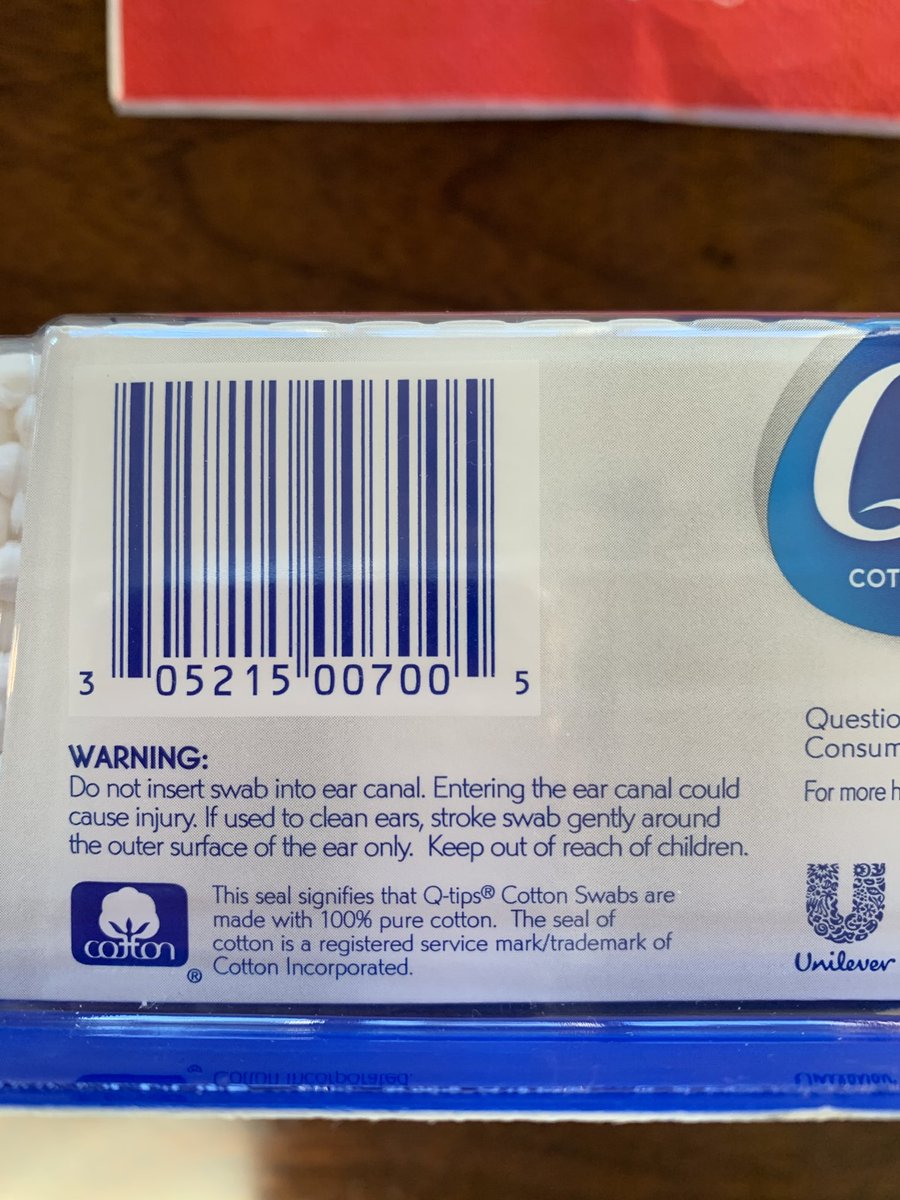 3 05215 00700 5
COT
WARNING:
Do not insert swab into ear canal. Entering the ear canal could
cause injury. If used to clean ears, stroke swab gently around
the outer surface of the ear only. Keep out of reach of children.
cotton
®
This seal signifies that Q-tips® Cotton Swabs are
made with 100% pure cotton. The seal of
cotton is a registered service mark/trademark of
Cotton Incorporated.
Questio
Consum
For more h
Unilever